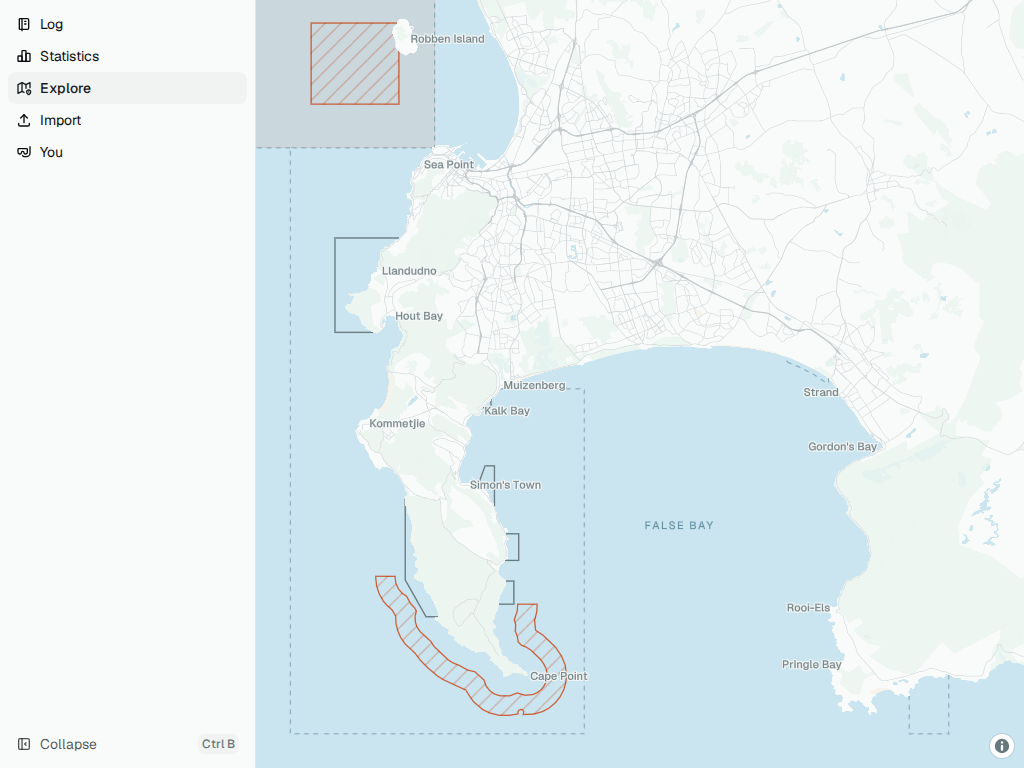 Log
Statistics
Explore
Import
You
Collapse
Ctrl B
Robben Island
Sea Point
Llandudno
Hout Bay
Muizenberg
Kalk Bay
Strand
Kommetjie
Gordon's Bay
Simon's Town
FALSE BAY
Rooi-Els
Pringle Bay
Cape Point